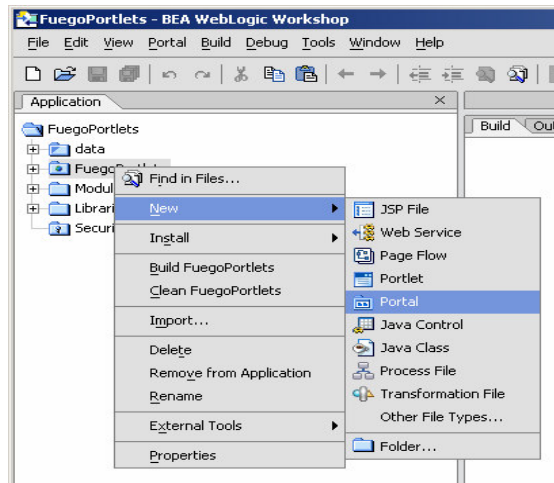 FuegoPortlets - BEA WebLogic Workshop
File Edit View Portal Build Debug Tools Window Help
Application
Build
FuegoPortlets
data
Find in Files...
New
JSP File
Web Service
Install
Page Flow
Build FuegoPortlets
Portlet
Clean FuegoPortlets
Portal
Import...
Java Control
Java Class
Delete
Process File
Remove from Application
Transformation File
Rename
Other File Types...
External Tools
Folder...
Properties